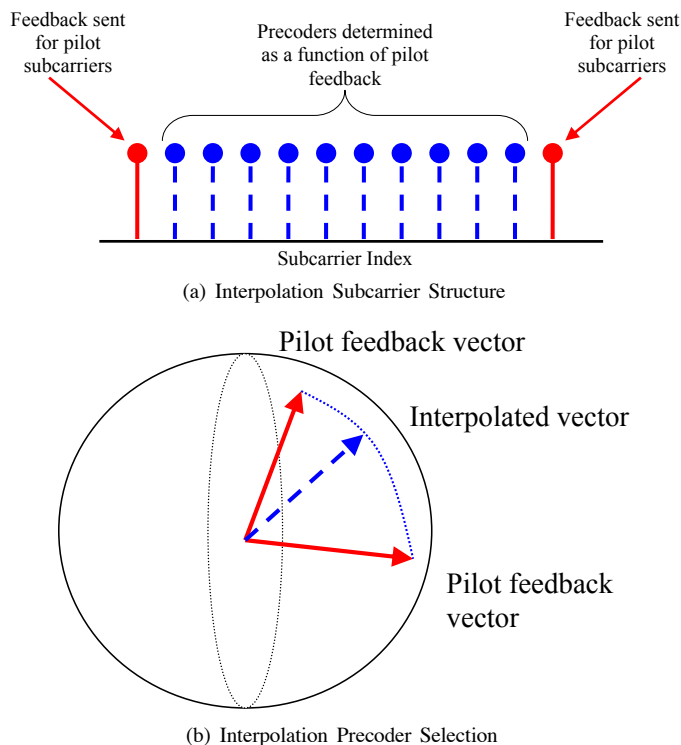 Feedback sent
for pilot
subcarriers
Precoders determined
as a function of pilot
feedback
Feedback sent
for pilot
subcarriers
Subcarrier Index
(a) Interpolation Subcarrier Structure
Pilot feedback vector
Interpolated vector
Pilot feedback
vector
(b) Interpolation Precoder Selection